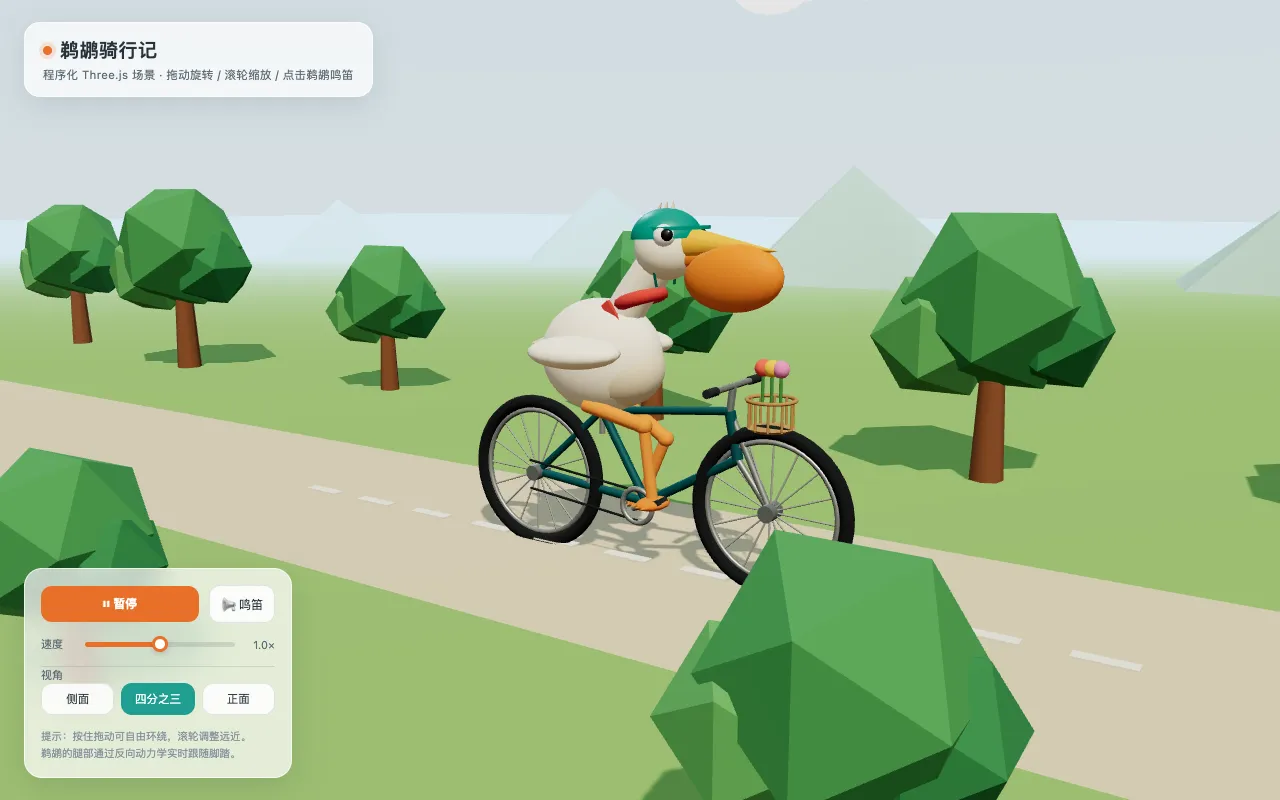 鹈鹕骑行记
程序化 Three.js 场景 · 拖动旋转 / 滚轮缩放 / 点击鹈鹕鸣笛
暂停
鸣笛
速度
1.0×
视角
侧面
四分之三
正面
提示：按住拖动可自由环绕，滚轮调整远近。
鹈鹕的腿部通过反向动力学实时跟随脚踏。